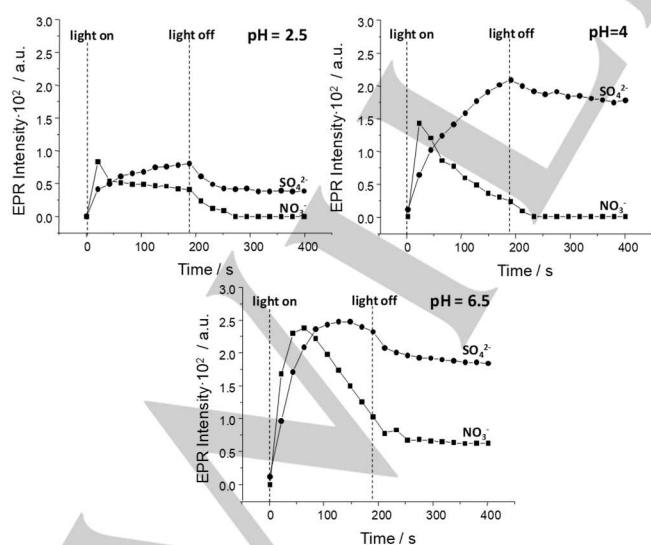 light on
light off
pH = 2.5
EPR Intensity·10² / a.u.
3.0
2.5
2.0
1.5
1.0
0.5
0.0
SO₄²⁻
NO₃⁻
0
100
200
300
400
Time / s
light on
light off
pH=4
EPR Intensity·10² / a.u.
3.0
2.5
2.0
1.5
1.0
0.5
0.0
SO₄²⁻
NO₃⁻
0
100
200
300
400
Time / s
light on
light off
pH = 6.5
EPR Intensity·10² / a.u.
3.0
2.5
2.0
1.5
1.0
0.5
0.0
SO₄²⁻
NO₃⁻
0
100
200
300
400
Time / s